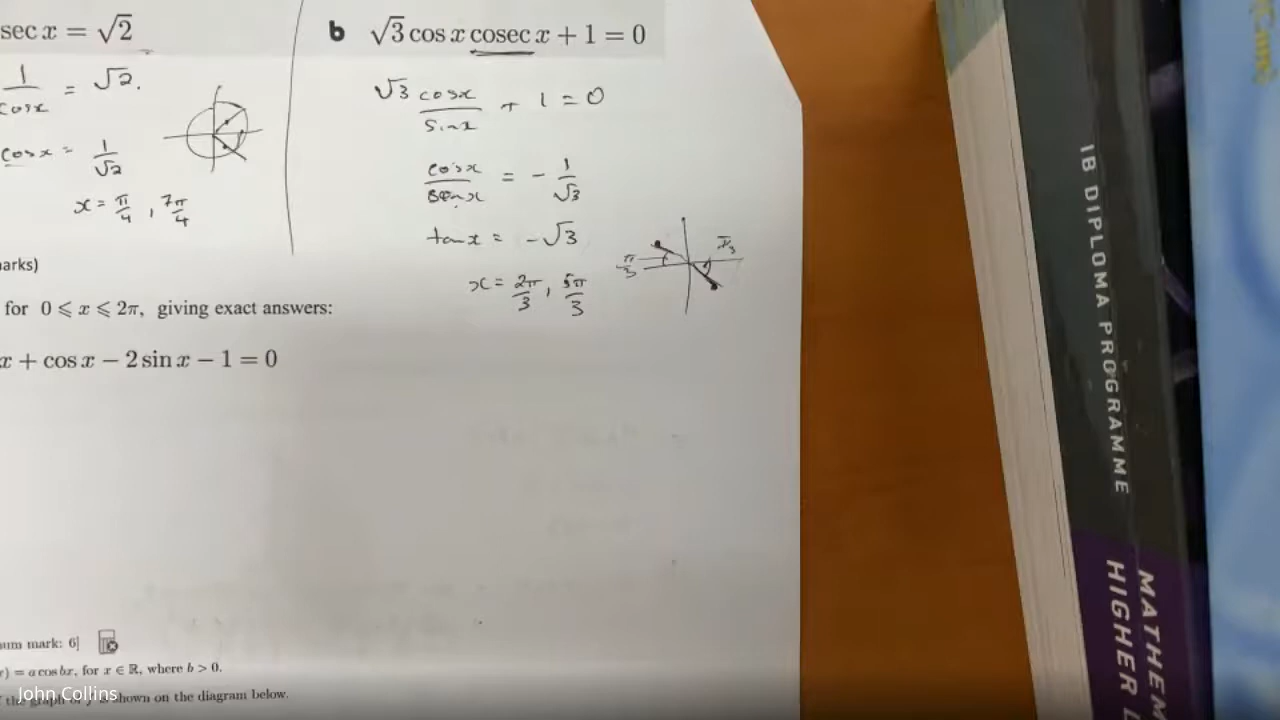 sec x = √2
1/cos x = √2.
cos x = 1/√2
x = π/4, 7π/4
b √3 cos x cosec x + 1 = 0
√3 cos x/sin x + 1 = 0
cos x/sin x = - 1/√3
tan x = -√3
x = 2π/3, 5π/3
π/3
π/3
arks)
for 0 ⩽ x ⩽ 2π, giving exact answers:
x + cos x − 2 sin x − 1 = 0
um mark: 6]
) = a cos bx, for x ∈ ℝ, where b > 0.
the graph of f is shown on the diagram below.
John Collins
IB DIPLOMA PROGRAMME
MATHEM
HIGHER L